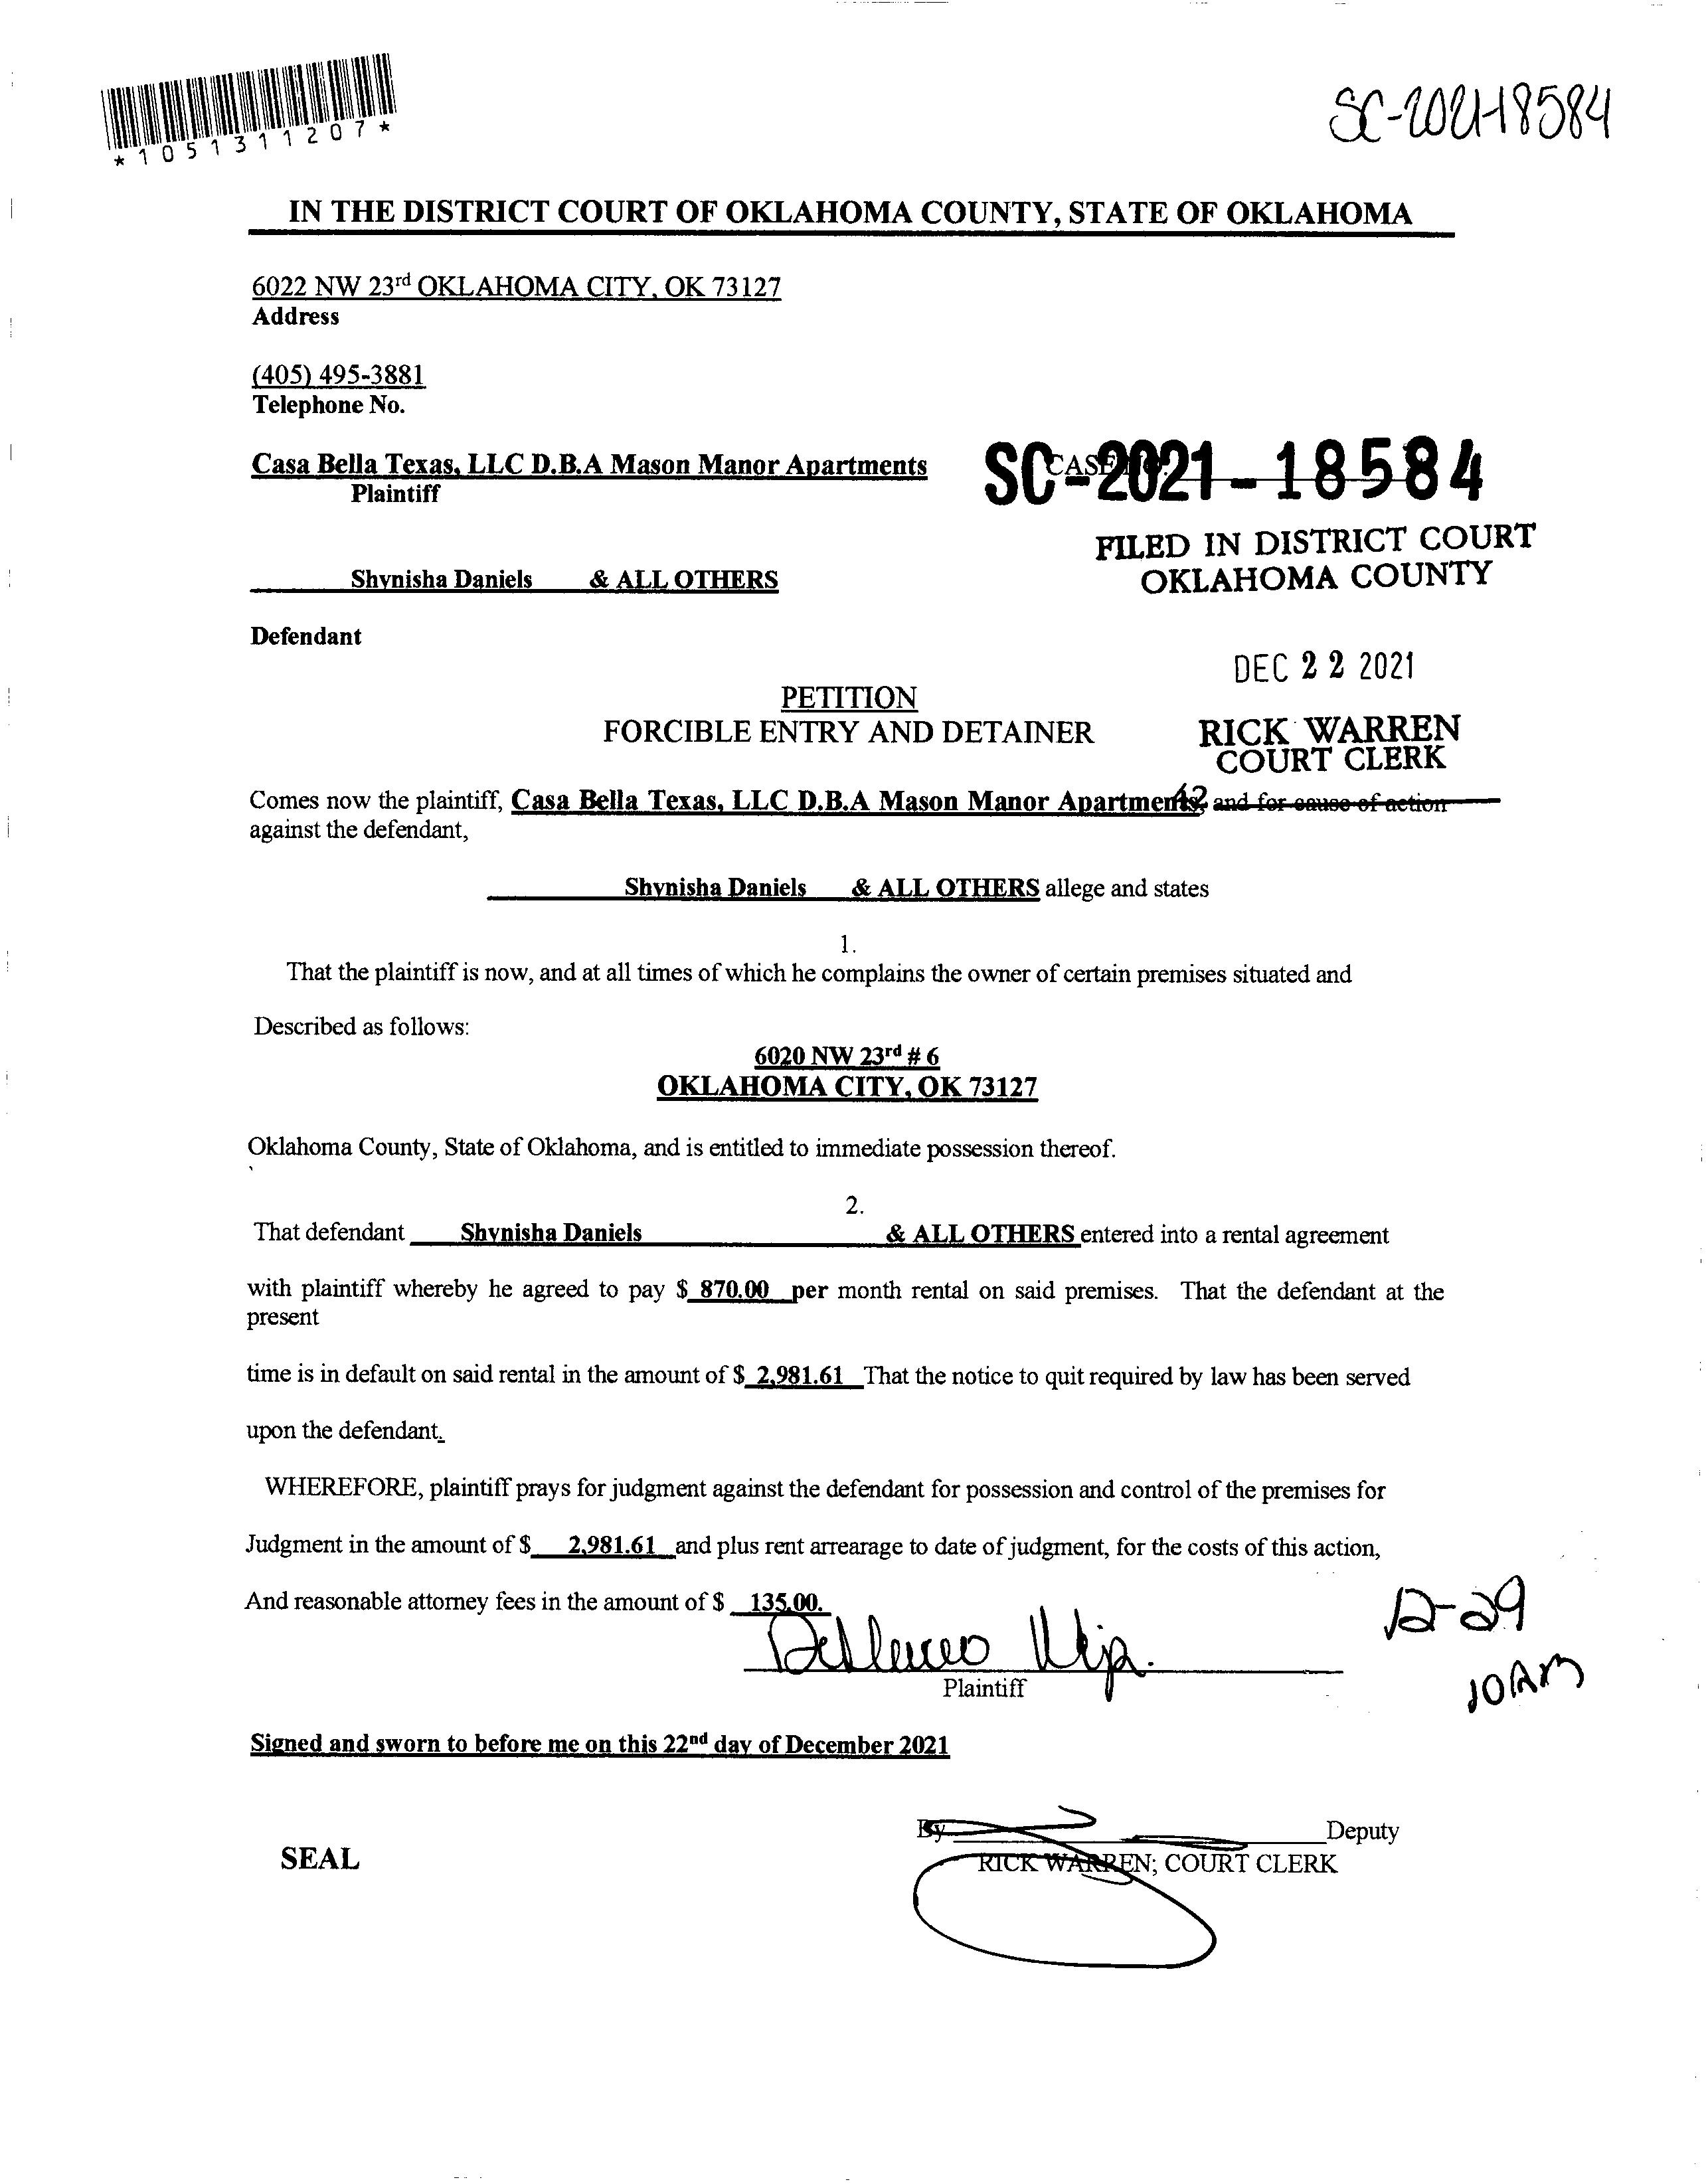 *1051311207*
SC-2021-18584
IN THE DISTRICT COURT OF OKLAHOMA COUNTY, STATE OF OKLAHOMA
6022 NW 23rd OKLAHOMA CITY, OK 73127
Address
(405) 495-3881
Telephone No.
Casa Bella Texas, LLC D.B.A Mason Manor Apartments
Plaintiff
SC-2021-18584
FILED IN DISTRICT COURT
OKLAHOMA COUNTY
Shynisha Daniels & ALL OTHERS
Defendant
DEC 22 2021
PETITION
FORCIBLE ENTRY AND DETAINER
RICK WARREN
COURT CLERK
Comes now the plaintiff, Casa Bella Texas, LLC D.B.A Mason Manor Apartments, and for cause of action
42
against the defendant,
Shynisha Daniels & ALL OTHERS allege and states
1.
That the plaintiff is now, and at all times of which he complains the owner of certain premises situated and
Described as follows:
6020 NW 23rd # 6
OKLAHOMA CITY, OK 73127
Oklahoma County, State of Oklahoma, and is entitled to immediate possession thereof.
2.
That defendant Shynisha Daniels & ALL OTHERS entered into a rental agreement
with plaintiff whereby he agreed to pay $ 870.00 per month rental on said premises. That the defendant at the
present
time is in default on said rental in the amount of $ 2,981.61 That the notice to quit required by law has been served
upon the defendant.
WHEREFORE, plaintiff prays for judgment against the defendant for possession and control of the premises for
Judgment in the amount of $ 2,981.61 and plus rent arrearage to date of judgment, for the costs of this action,
And reasonable attorney fees in the amount of $ 135.00.
12-29
10AM
Plaintiff
Signed and sworn to before me on this 22nd day of December 2021
By Deputy
SEAL
RICK WARREN; COURT CLERK